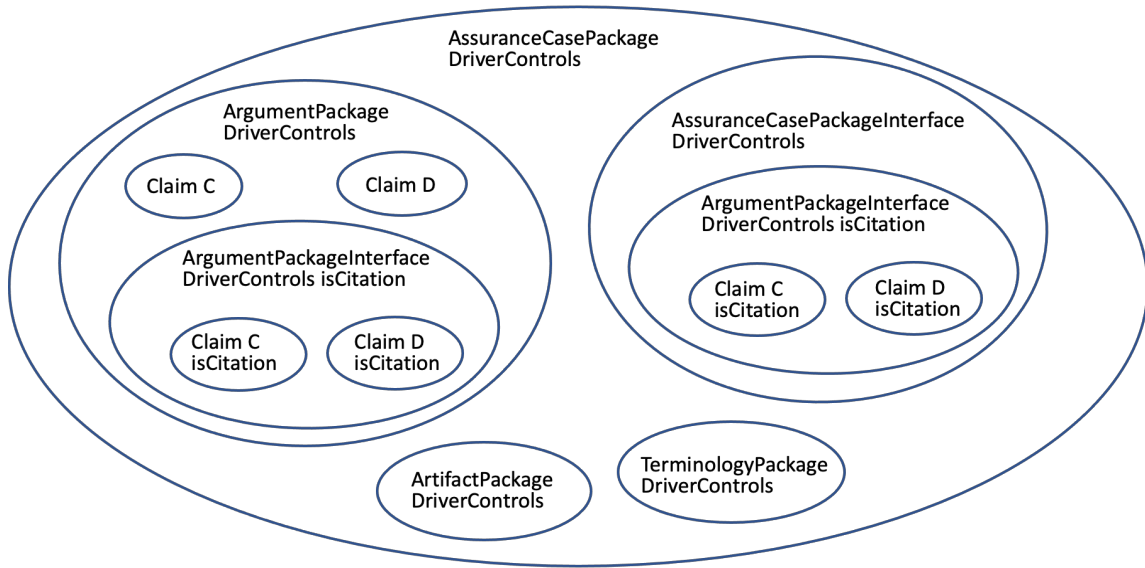 AssuranceCasePackage
DriverControls
ArgumentPackage
DriverControls
Claim C
Claim D
ArgumentPackageInterface
DriverControls isCitation
Claim C
isCitation
Claim D
isCitation
AssuranceCasePackageInterface
DriverControls
ArgumentPackageInterface
DriverControls isCitation
Claim C
isCitation
Claim D
isCitation
ArtifactPackage
DriverControls
TerminologyPackage
DriverControls